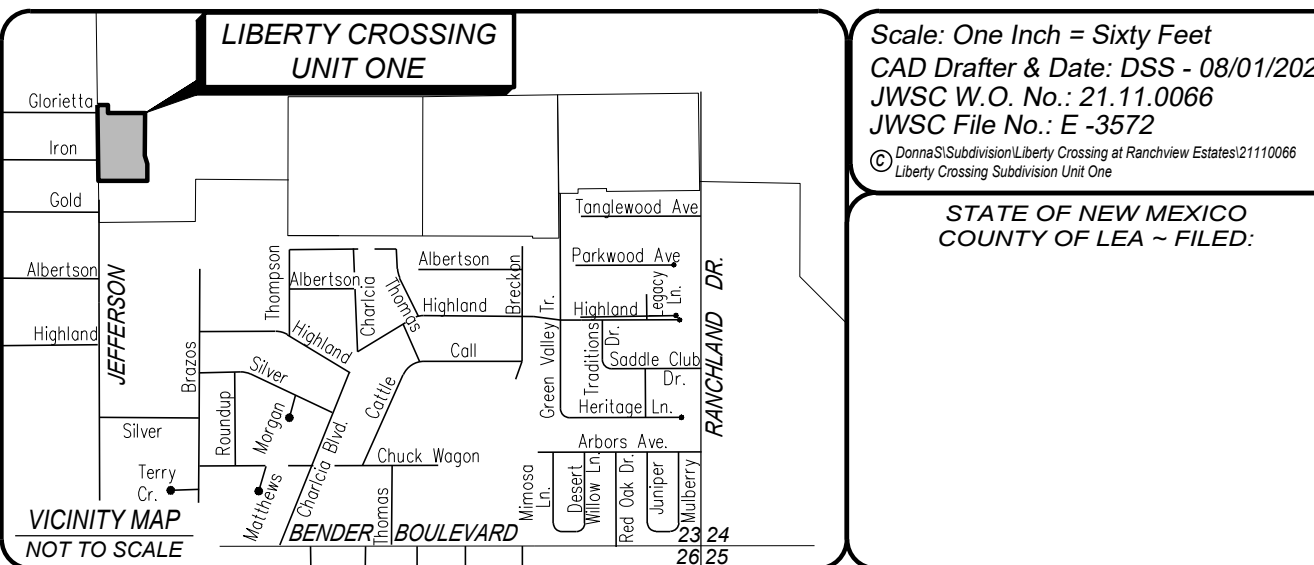 LIBERTY CROSSING
UNIT ONE
Scale: One Inch = Sixty Feet
CAD Drafter & Date: DSS - 08/01/202
JWSC W.O. No.: 21.11.0066
JWSC File No.: E -3572
© DonnaS\Subdivision\Liberty Crossing at Ranchview Estates\21110066
Liberty Crossing Subdivision Unit One
STATE OF NEW MEXICO
COUNTY OF LEA ~ FILED:
Glorietta
Iron
Gold
Albertson
Highland
JEFFERSON
Silver
Terry
Cr.
Brazos
Roundup
Silver
Morgan
Matthews
Thompson
Albertson
Charlcia
Thomas
Highland
Cattle
Charlcia Blvd.
Albertson
Highland
Call
Breckon
Chuck Wagon
Thomas
Tanglewood Ave
Parkwood Ave
Legacy
Ln.
Highland
Green Valley Tr.
Traditions
Dr.
Saddle Club
Dr.
Heritage Ln.
RANCHLAND DR.
Arbors Ave.
Mimosa
Ln.
Desert
Willow Ln.
Red Oak Dr.
Juniper
Mulberry
BENDER BOULEVARD
23 24
26 25
VICINITY MAP
NOT TO SCALE